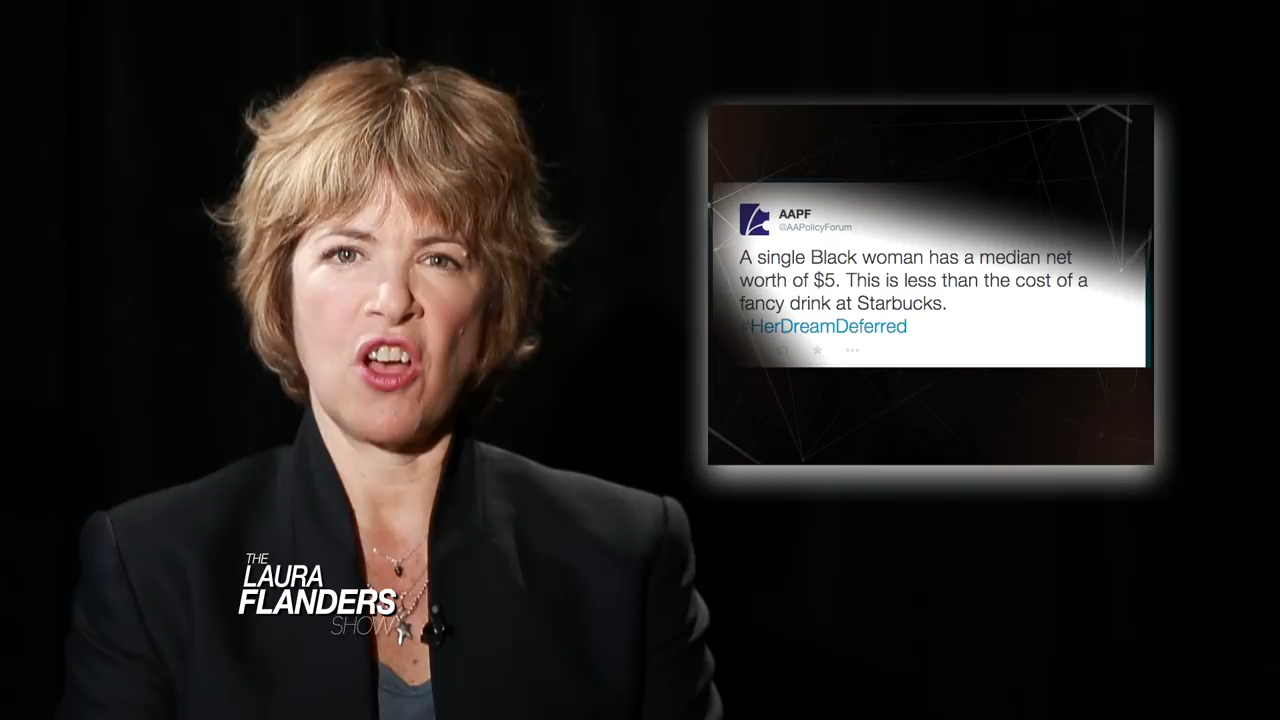 THE
LAURA
FLANDERS
SHOW
AAPF
@AAPolicyForum
A single Black woman has a median net
worth of $5. This is less than the cost of a
fancy drink at Starbucks.
#HerDreamDeferred